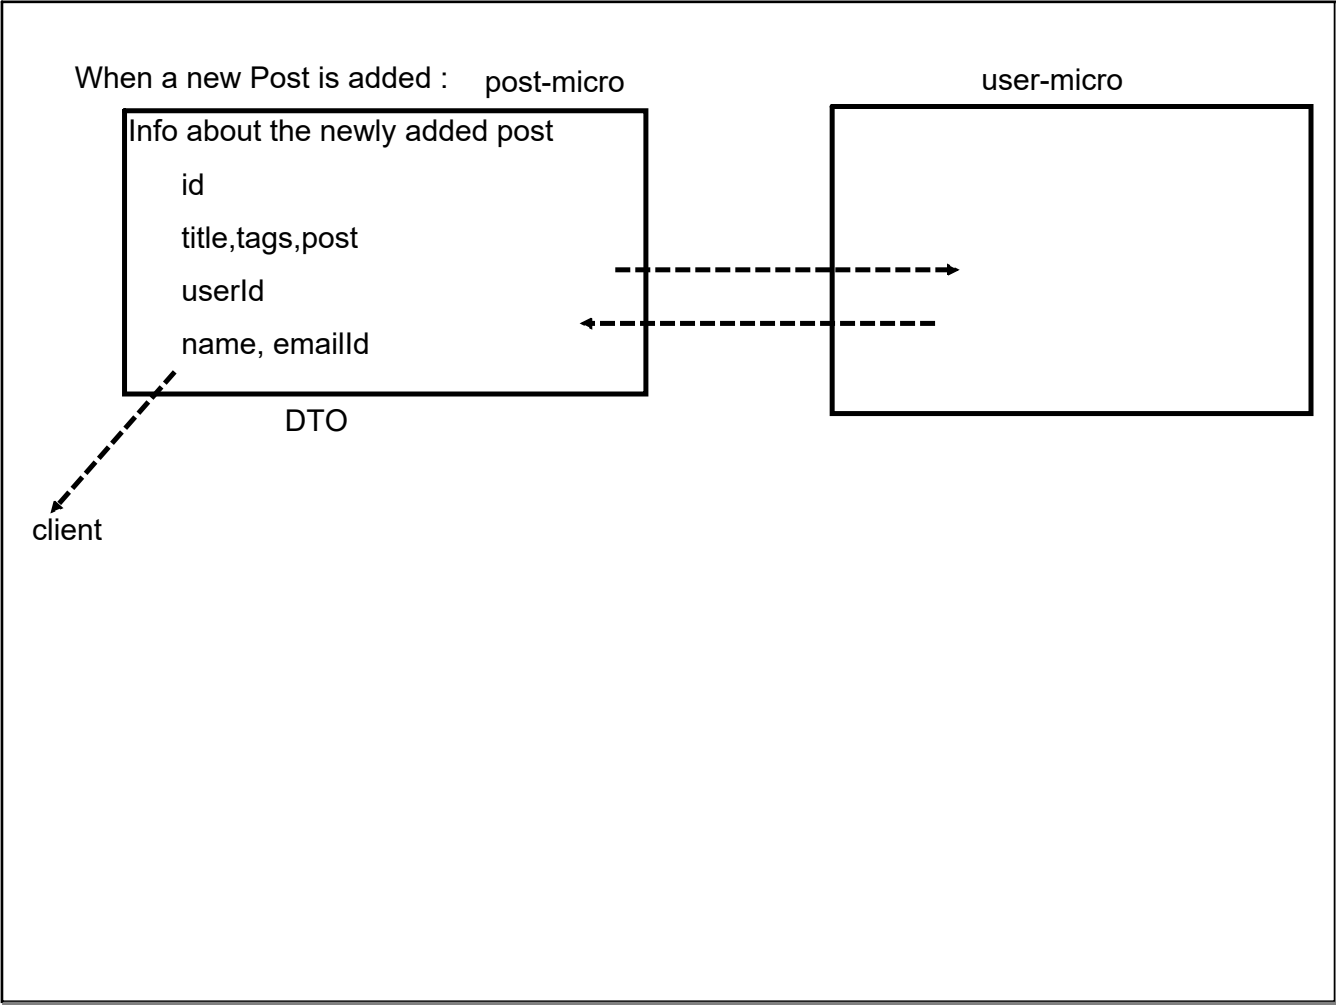 When a new Post is added :
post-micro
user-micro
Info about the newly added post
id
title,tags,post
userId
name, emailId
DTO
client